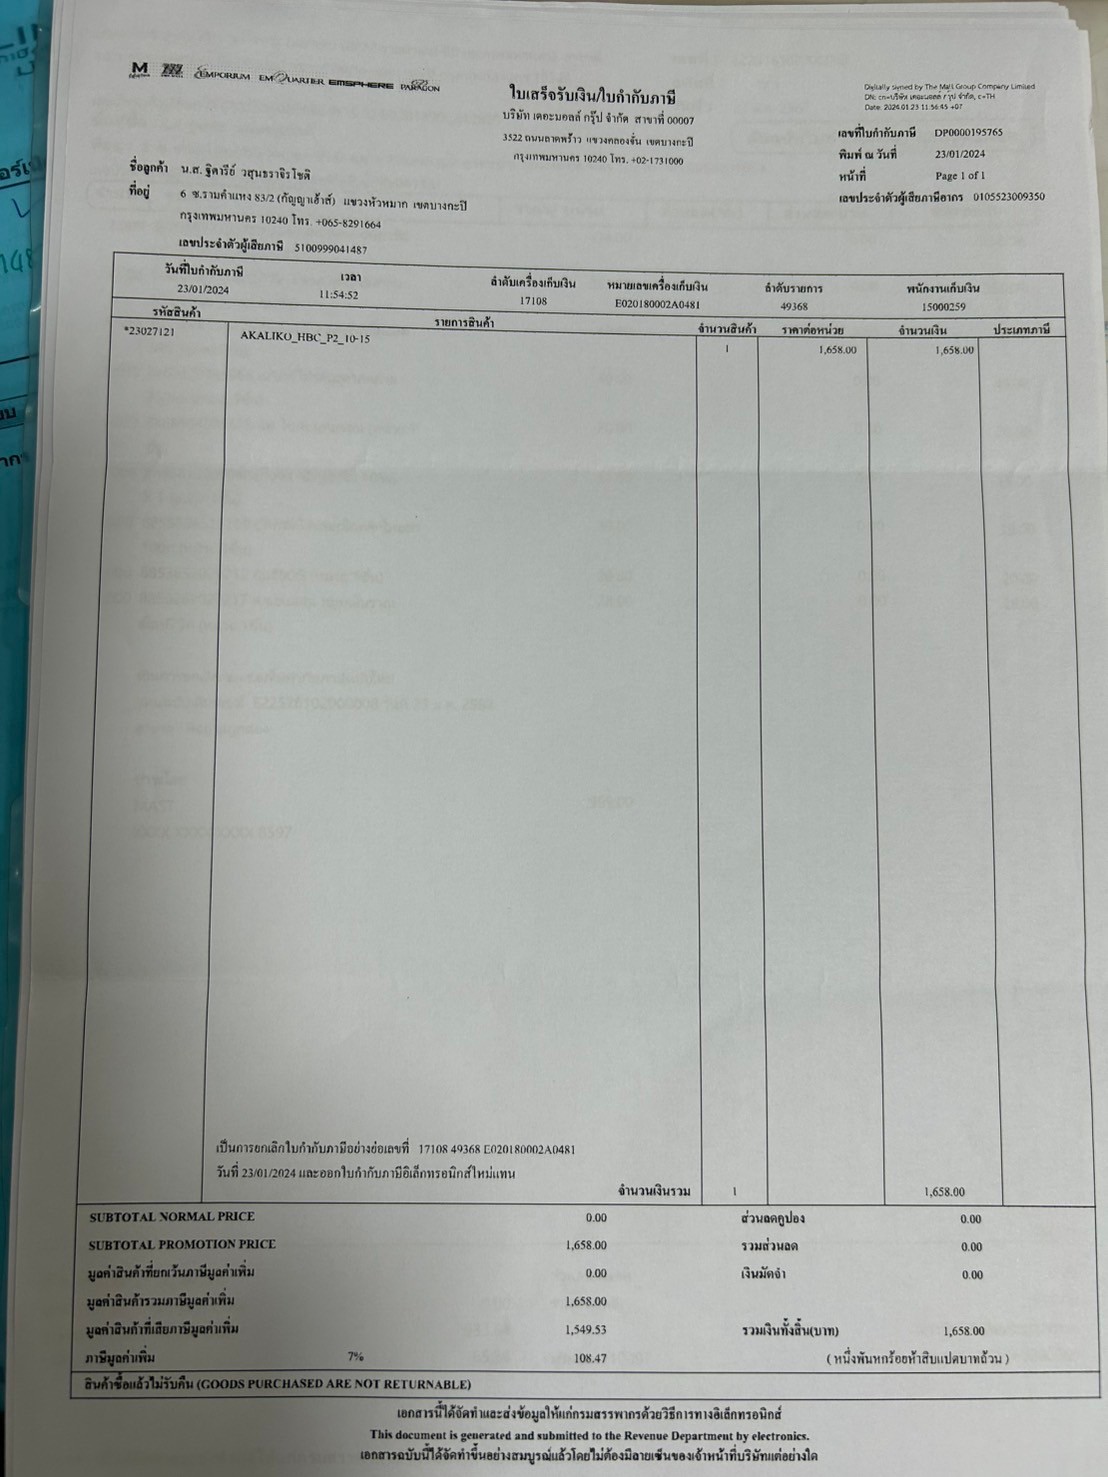 M
EMPORIUM EMQUARTIER EMSPHERE PARAGON
ใบเสร็จรับเงิน/ใบกำกับภาษี
บริษัท เดอะมอลล์ กรุ๊ป จำกัด สาขาที่ 00007
3522 ถนนลาดพร้าว แขวงคลองจั่น เขตบางกะปิ
กรุงเทพมหานคร 10240 โทร. +02-1731000
Digitally signed by The Mall Group Company Limited
DN: cn=บริษัท เดอะมอลล์ กรุ๊ป จำกัด, c=TH
Date: 2024.01.23 11:56:45 +07
เลขที่ใบกำกับภาษี DP0000195765
พิมพ์ ณ วันที่ 23/01/2024
หน้าที่ Page 1 of 1
เลขประจำตัวผู้เสียภาษีอากร 0105523009350
ชื่อลูกค้า น.ส. ฐิตารีย์ วสุนธราจิรโชติ
ที่อยู่ 6 ซ.รามคำแหง 83/2 (กัญญาเฮ้าส์) แขวงหัวหมาก เขตบางกะปิ
กรุงเทพมหานคร 10240 โทร. +065-8291664
เลขประจำตัวผู้เสียภาษี 5100999041487
วันที่ใบกำกับภาษี เวลา ลำดับเครื่องเก็บเงิน หมายเลขเครื่องเก็บเงิน ลำดับรายการ พนักงานเก็บเงิน
23/01/2024 11:54:52 17108 E020180002A0481 49368 15000259
รหัสสินค้า รายการสินค้า จำนวนสินค้า ราคาต่อหน่วย จำนวนเงิน ประเภทภาษี
*23027121 AKALIKO_HBC_P2_10-15 1 1,658.00 1,658.00
เป็นการยกเลิกใบกำกับภาษีอย่างย่อเลขที่ 17108 49368 E020180002A0481
วันที่ 23/01/2024 และออกใบกำกับภาษีอิเล็กทรอนิกส์ใหม่แทน
จำนวนเงินรวม 1 1,658.00
SUBTOTAL NORMAL PRICE 0.00 ส่วนลดคูปอง 0.00
SUBTOTAL PROMOTION PRICE 1,658.00 รวมส่วนลด 0.00
มูลค่าสินค้าที่ยกเว้นภาษีมูลค่าเพิ่ม 0.00 เงินมัดจำ 0.00
มูลค่าสินค้ารวมภาษีมูลค่าเพิ่ม 1,658.00
มูลค่าสินค้าที่เสียภาษีมูลค่าเพิ่ม 1,549.53 รวมเงินทั้งสิ้น(บาท) 1,658.00
ภาษีมูลค่าเพิ่ม 7% 108.47 ( หนึ่งพันหกร้อยห้าสิบแปดบาทถ้วน )
สินค้าซื้อแล้วไม่รับคืน (GOODS PURCHASED ARE NOT RETURNABLE)
เอกสารนี้ได้จัดทำและส่งข้อมูลให้แก่กรมสรรพากรด้วยวิธีการทางอิเล็กทรอนิกส์
This document is generated and submitted to the Revenue Department by electronics.
เอกสารฉบับนี้ได้จัดทำขึ้นอย่างสมบูรณ์แล้วโดยไม่ต้องมีลายเซ็นของเจ้าหน้าที่บริษัทแต่อย่างใด